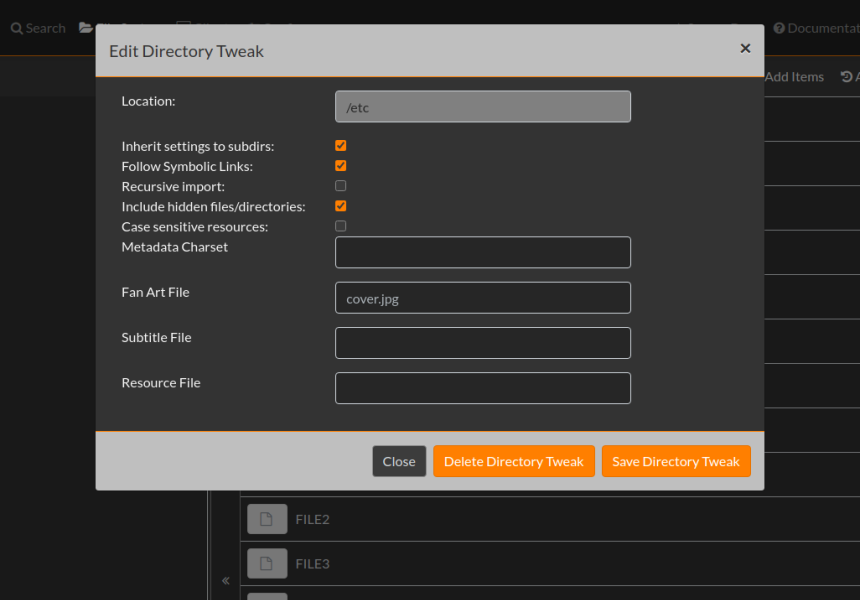 Search
Documentat
Edit Directory Tweak
×
Add Items
Location:
/etc
Inherit settings to subdirs:
Follow Symbolic Links:
Recursive import:
Include hidden files/directories:
Case sensitive resources:
Metadata Charset
Fan Art File
cover.jpg
Subtitle File
Resource File
Close
Delete Directory Tweak
Save Directory Tweak
FILE2
FILE3
«